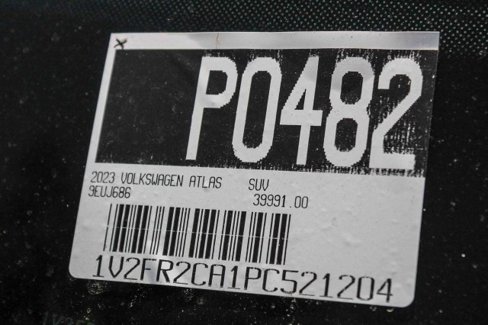 P0482
2023 VOLKSWAGEN ATLAS SUV
9EUJ686 39991.00
1V2FR2CA1PC521204